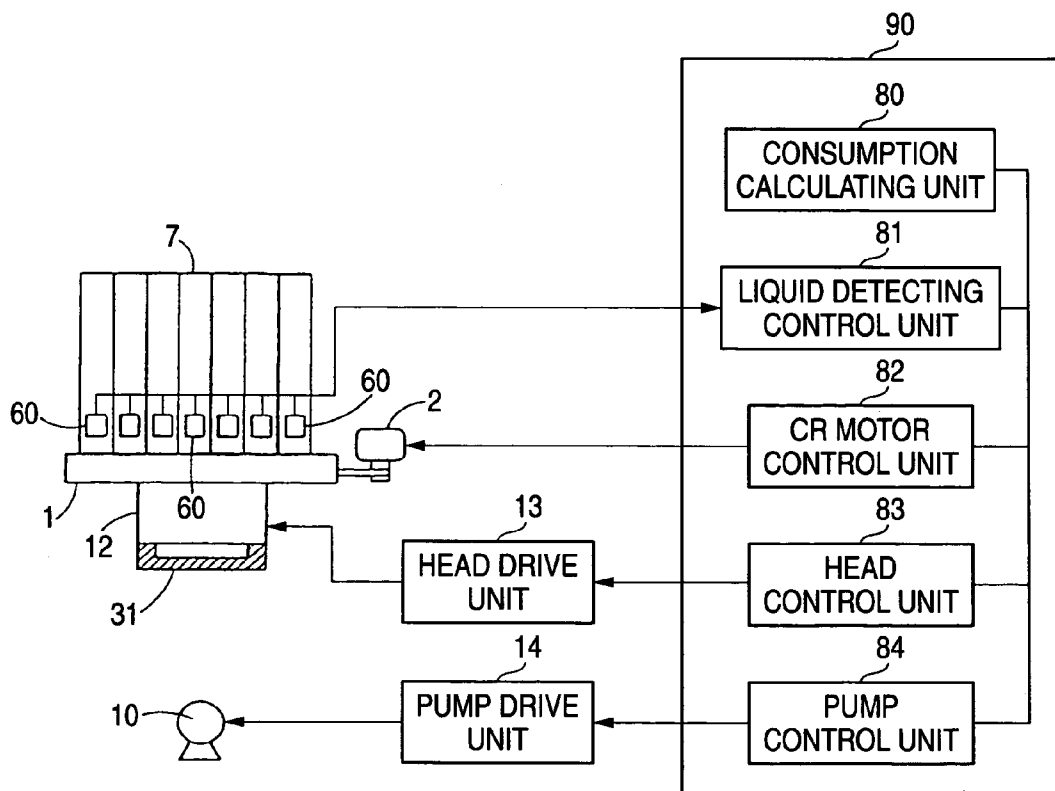 90
80
CONSUMPTION
CALCULATING UNIT
7
81
LIQUID DETECTING
CONTROL UNIT
60
60
2
82
CR MOTOR
CONTROL UNIT
1
12
60
13
83
HEAD DRIVE
UNIT
HEAD
CONTROL UNIT
31
14
84
10
PUMP DRIVE
UNIT
PUMP
CONTROL UNIT